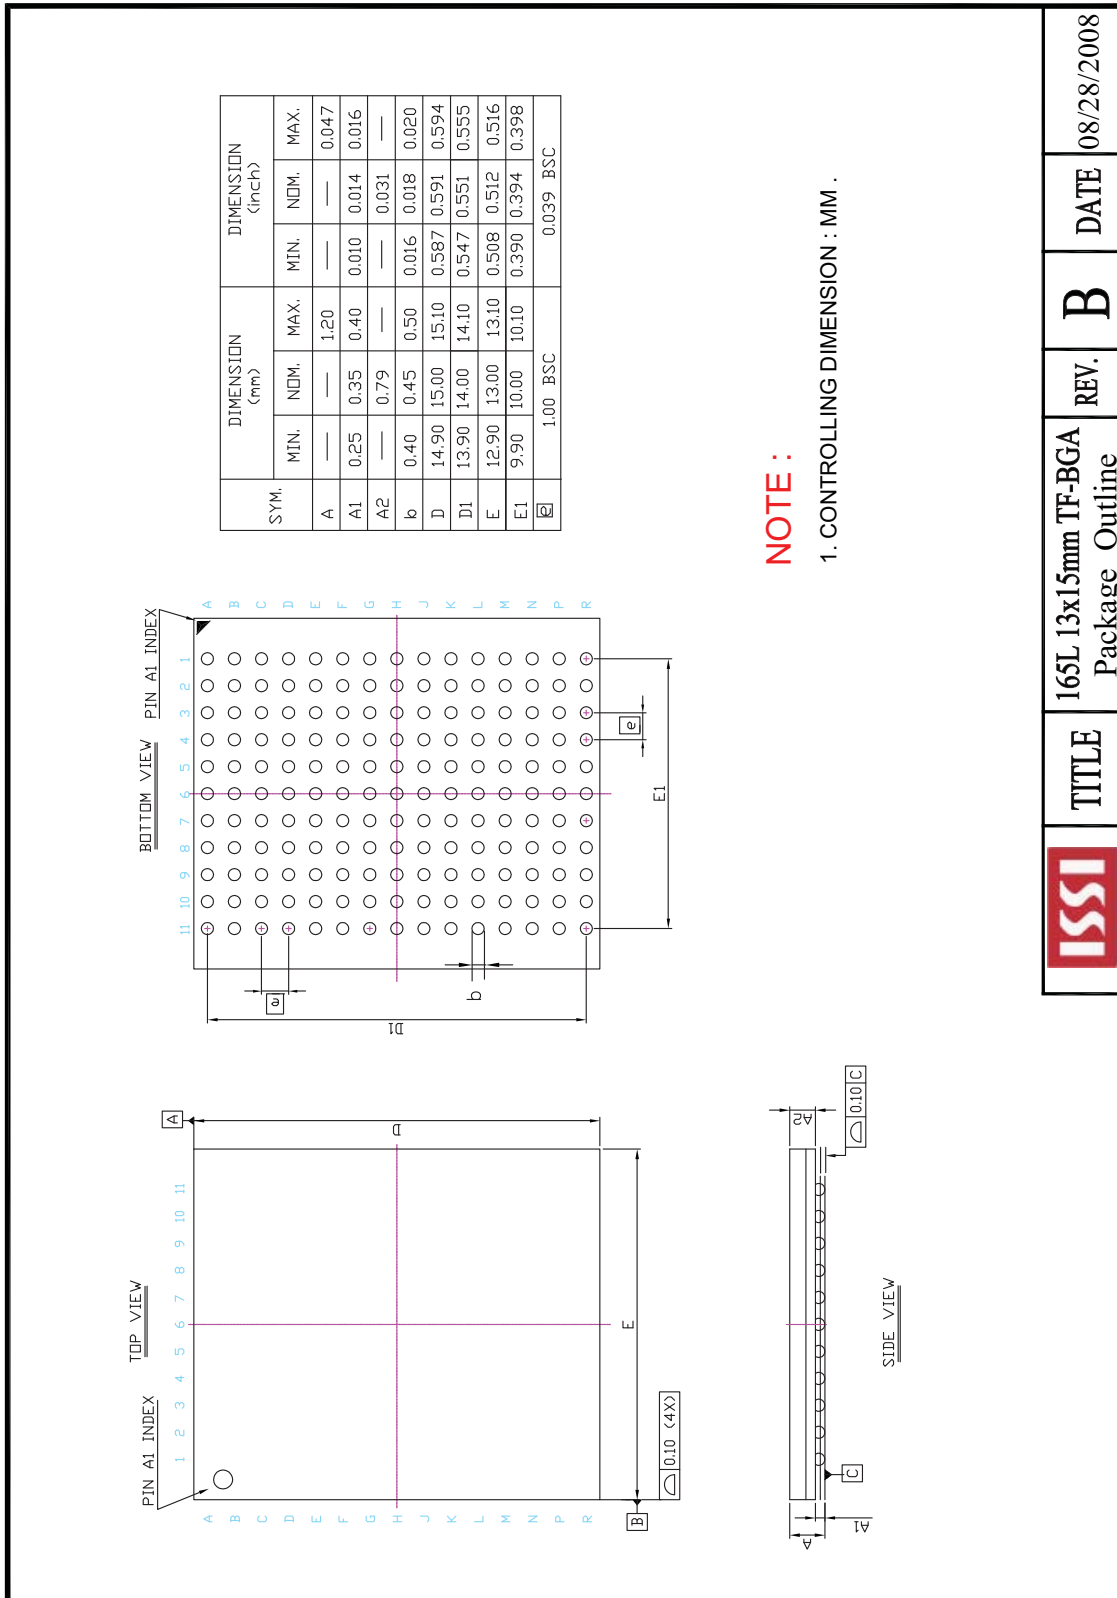 TOP VIEW
PIN A1 INDEX
1 2 3 4 5 6 7 8 9 10 11
A
B
C
D
E
F
G
H
J
K
L
M
N
P
R
A
D
E
B
0.10 (4X)
BOTTOM VIEW
PIN A1 INDEX
11 10 9 8 7 6 5 4 3 2 1
A
B
C
D
E
F
G
H
J
K
L
M
N
P
R
e
D1
b
e
E1
SYM.
DIMENSION (mm)
DIMENSION (inch)
MIN. NOM. MAX. MIN. NOM. MAX.
A — — 1.20 — — 0.047
A1 0.25 0.35 0.40 0.010 0.014 0.016
A2 — 0.79 — — 0.031 —
b 0.40 0.45 0.50 0.016 0.018 0.020
D 14.90 15.00 15.10 0.587 0.591 0.594
D1 13.90 14.00 14.10 0.547 0.551 0.555
E 12.90 13.00 13.10 0.508 0.512 0.516
E1 9.90 10.00 10.10 0.390 0.394 0.398
e 1.00 BSC 0.039 BSC
A
A1
C
A2
0.10 C
SIDE VIEW
NOTE :
1. CONTROLLING DIMENSION : MM .
ISSI
TITLE
165L 13x15mm TF-BGA
Package Outline
REV.
B
DATE
08/28/2008